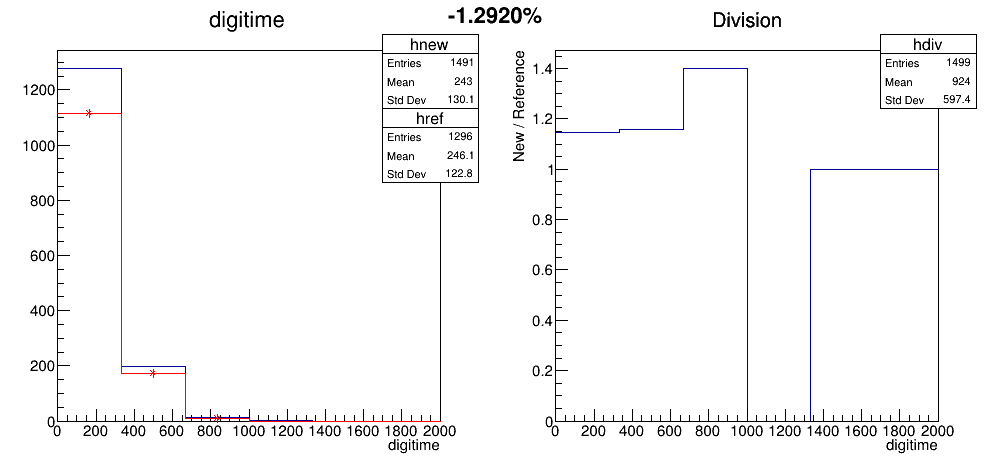 digitime
-1.2920%
Division
hnew
Entries 1491
Mean 243
Std Dev 130.1
href
Entries 1296
Mean 246.1
Std Dev 122.8
1200
1000
800
600
400
200
0
0 200 400 600 800 1000 1200 1400 1600 1800 2000
digitime
hdiv
Entries 1499
Mean 924
Std Dev 597.4
New / Reference
1.4
1.2
1
0.8
0.6
0.4
0.2
0
0 200 400 600 800 1000 1200 1400 1600 1800 2000
digitime